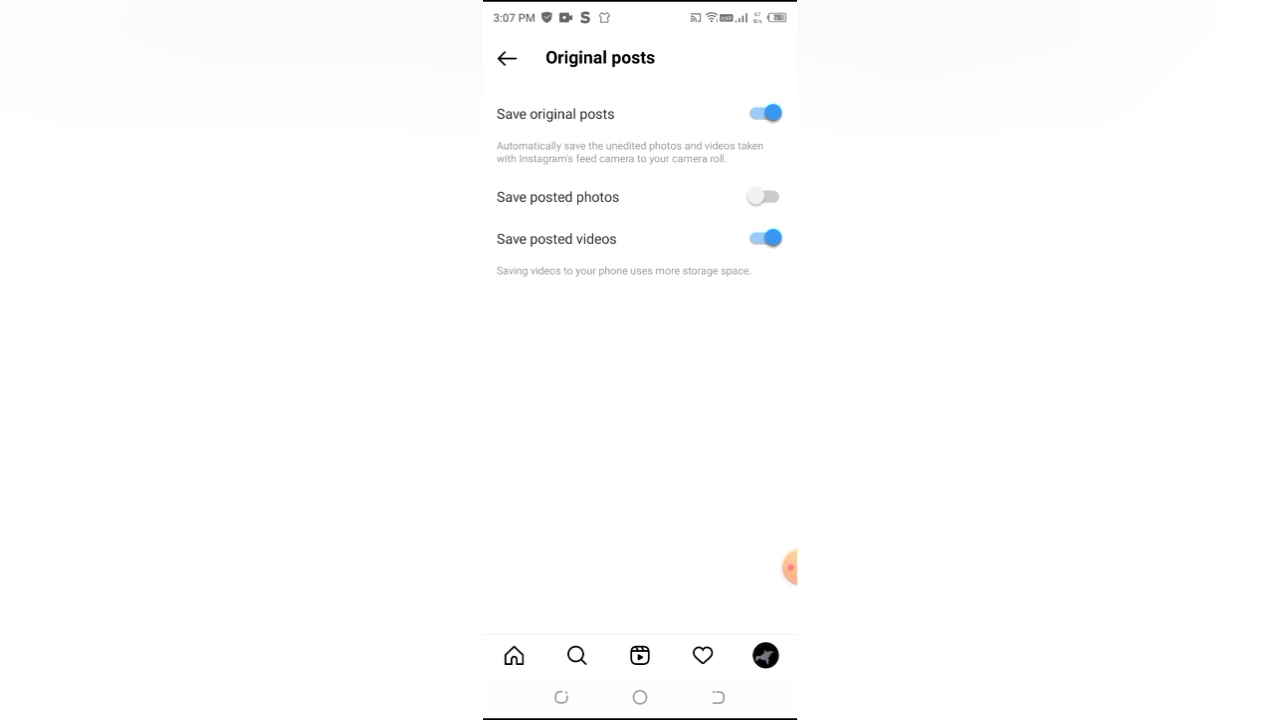 3:07 PM
Original posts
Save original posts
Automatically save the unedited photos and videos taken
with Instagram's feed camera to your camera roll.
Save posted photos
Save posted videos
Saving videos to your phone uses more storage space.